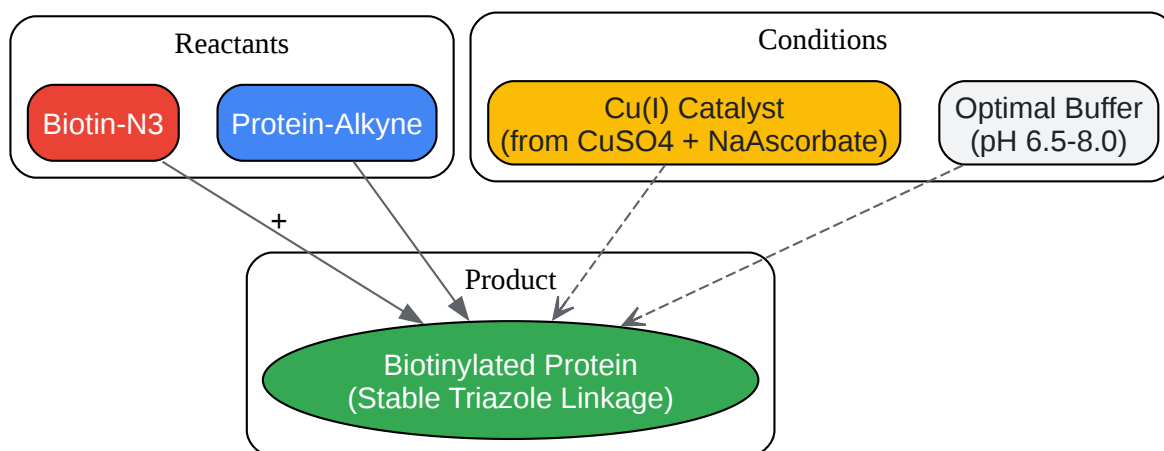 Reactants
Conditions
Biotin-N3
Protein-Alkyne
Cu(I) Catalyst
(from CuSO4 + NaAscorbate)
Optimal Buffer
(pH 6.5-8.0)
+
Product
Biotinylated Protein
(Stable Triazole Linkage)